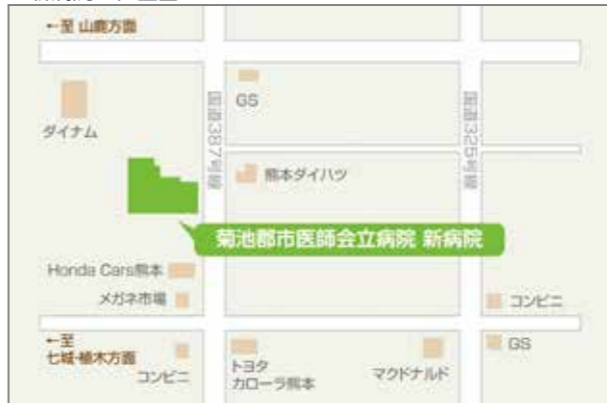 ←至 山鹿方面
GS
国道387号線
国道325号線
ダイナム
熊本ダイハツ
菊池郡市医師会立病院 新病院
Honda Cars熊本
メガネ市場
コンビニ
←至
七城・植木方面
コンビニ
トヨタ
カローラ熊本
マクドナルド
GS